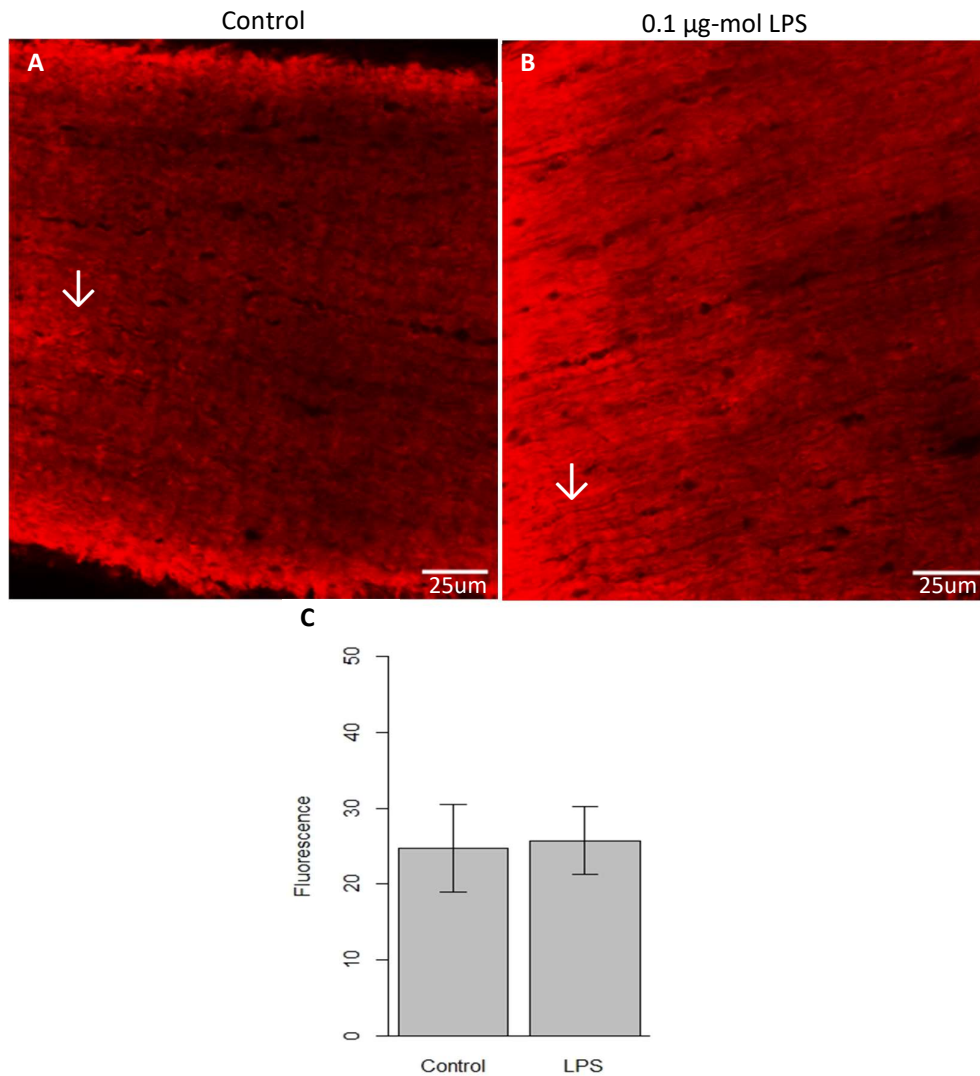 Control
0.1 µg-mol LPS
A
B
25um
25um
C
50
40
30
20
10
0
Fluorescence
Control
LPS